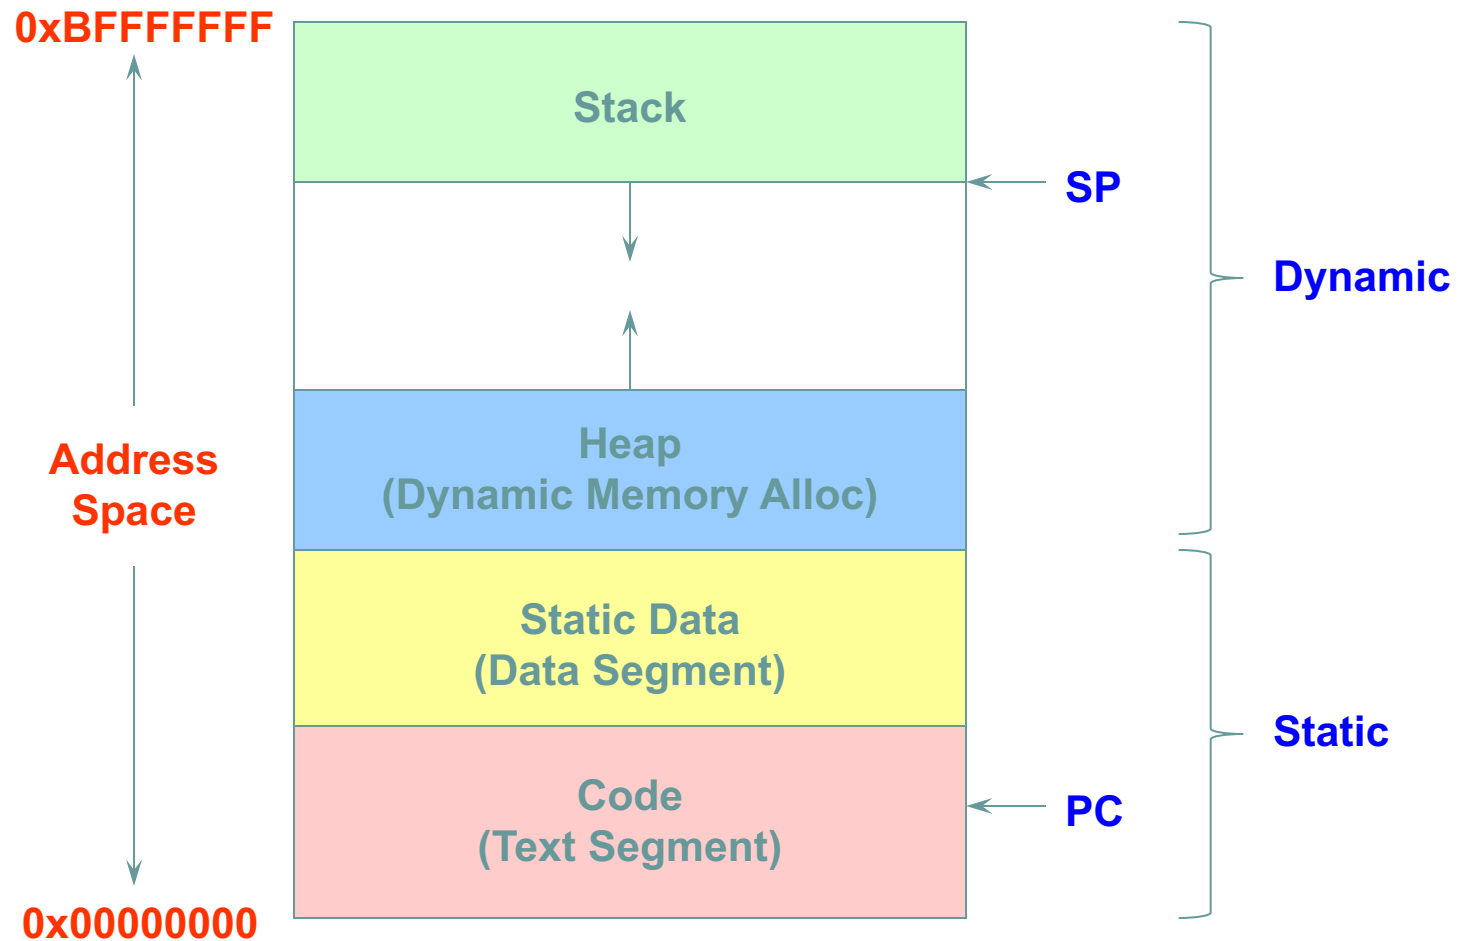 0xBFFFFFFF
Stack
SP
Dynamic
Heap
(Dynamic Memory Alloc)
Address
Space
Static Data
(Data Segment)
Static
Code
(Text Segment)
PC
0x00000000